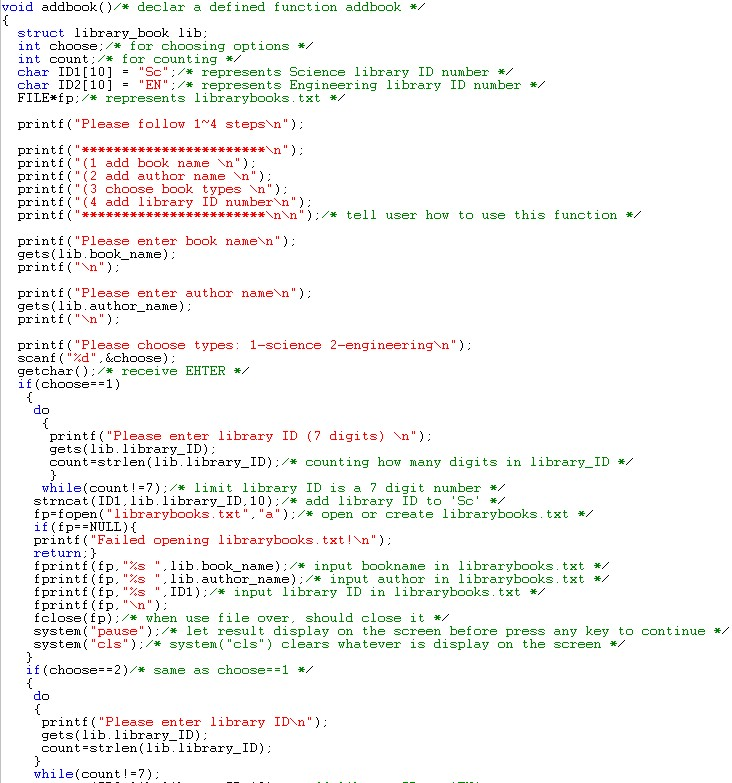 void addbook()/* declar a defined function addbook */
{
struct library_book lib;
int choose;/* for choosing options */
int count;/* for counting */
char ID1[10] = "Sc";/* represents Science library ID number */
char ID2[10] = "EN";/* represents Engineering library ID number */
FILE*fp;/* represents librarybooks.txt */
printf("Please follow 1~4 steps\n");
printf("***********************\n");
printf("(1 add book name \n");
printf("(2 add author name \n");
printf("(3 choose book types \n");
printf("(4 add library ID number\n");
printf("***********************\n\n");/* tell user how to use this function */
printf("Please enter book name\n");
gets(lib.book_name);
printf("\n");
printf("Please enter author name\n");
gets(lib.author_name);
printf("\n");
printf("Please choose types: 1-science 2-engineering\n");
scanf("%d",&choose);
getchar();/* receive EHTER */
if(choose==1)
{
do
{
printf("Please enter library ID (7 digits) \n");
gets(lib.library_ID);
count=strlen(lib.library_ID);/* counting how many digits in library_ID */
}
while(count!=7);/* limit library ID is a 7 digit number */
strncat(ID1,lib.library_ID,10);/* add library ID to 'Sc' */
fp=fopen("librarybooks.txt","a");/* open or create librarybooks.txt */
if(fp==NULL){
printf("Failed opening librarybooks.txt!\n");
return;}
fprintf(fp,"%s ",lib.book_name);/* input bookname in librarybooks.txt */
fprintf(fp,"%s ",lib.author_name);/* input author in librarybooks.txt */
fprintf(fp,"%s ",ID1);/* input library ID in librarybooks.txt */
fprintf(fp,"\n");
fclose(fp);/* when use file over, should close it */
system("pause");/* let result display on the screen before press any key to continue */
system("cls");/* system("cls") clears whatever is display on the screen */
}
if(choose==2)/* same as choose==1 */
{
do
{
printf("Please enter library ID\n");
gets(lib.library_ID);
count=strlen(lib.library_ID);
}
while(count!=7);